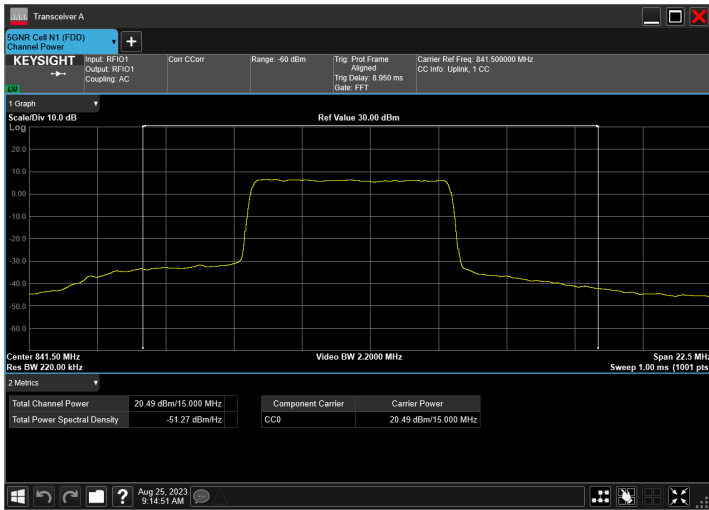 Transceiver A
5GNR Cell N1 (FDD)
Channel Power
KEYSIGHT
LXI
Input: RFIO1
Output: RFIO1
Coupling: AC
Corr CCorr
Range: -60 dBm
Trig: Prot Frame
Aligned
Trig Delay: 8.950 ms
Gate: FFT
Carrier Ref Freq: 841.500000 MHz
CC Info: Uplink, 1 CC
1 Graph
Scale/Div 10.0 dB
Ref Value 30.00 dBm
Log
20.0
10.0
0.00
-10.0
-20.0
-30.0
-40.0
-50.0
-60.0
Center 841.50 MHz
Video BW 2.2000 MHz
Span 22.5 MHz
Res BW 220.00 kHz
Sweep 1.00 ms (1001 pts
2 Metrics
Total Channel Power 20.49 dBm/15.000 MHz
Total Power Spectral Density -51.27 dBm/Hz
Component Carrier Carrier Power
CC0 20.49 dBm/15.000 MHz
Aug 25, 2023
9:14:51 AM